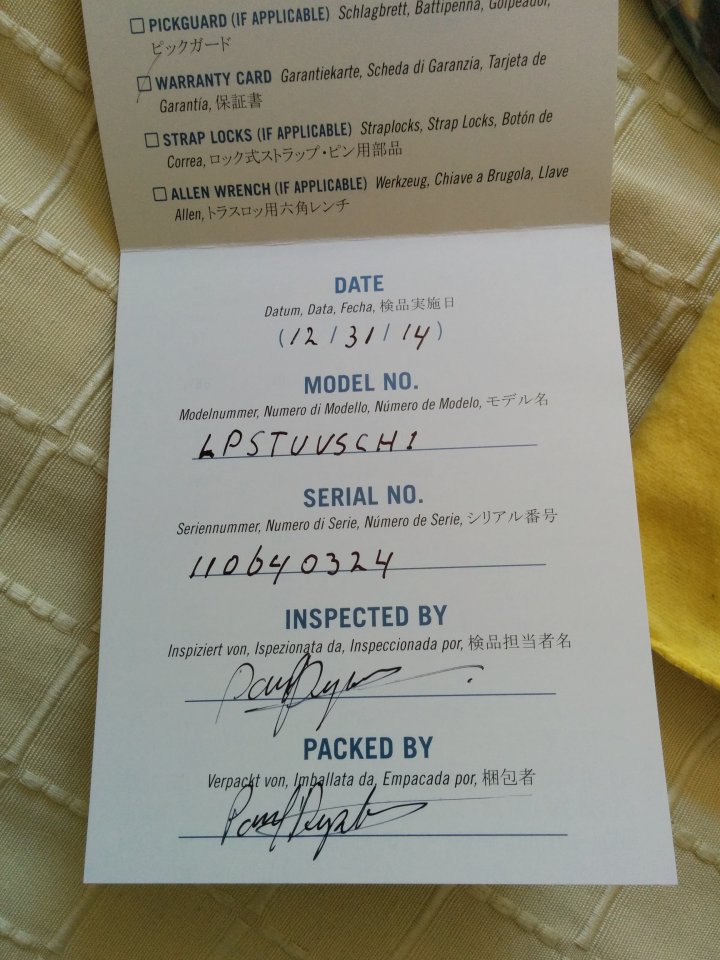 PICKGUARD (IF APPLICABLE) Schlagbrett, Battipenna, Golpeador,
ピックガード
WARRANTY CARD Garantiekarte, Scheda di Garanzia, Tarjeta de
Garantía, 保証書
STRAP LOCKS (IF APPLICABLE) Straplocks, Strap Locks, Botón de
Correa, ロック式ストラップ・ピン用部品
ALLEN WRENCH (IF APPLICABLE) Werkzeug, Chiave a Brugola, Llave
Allen, トラスロッ用六角レンチ
DATE
Datum, Data, Fecha, 検品実施日
(12/31/14)
MODEL NO.
Modelnummer, Numero di Modello, Número de Modelo, モデル名
LPSTUVSCH1
SERIAL NO.
Seriennummer, Numero di Serie, Número de Serie, シリアル番号
110640324
INSPECTED BY
Inspiziert von, Ispezionata da, Inspeccionada por, 検品担当者名
PACKED BY
Verpackt von, Imballata da, Empacada por, 梱包者